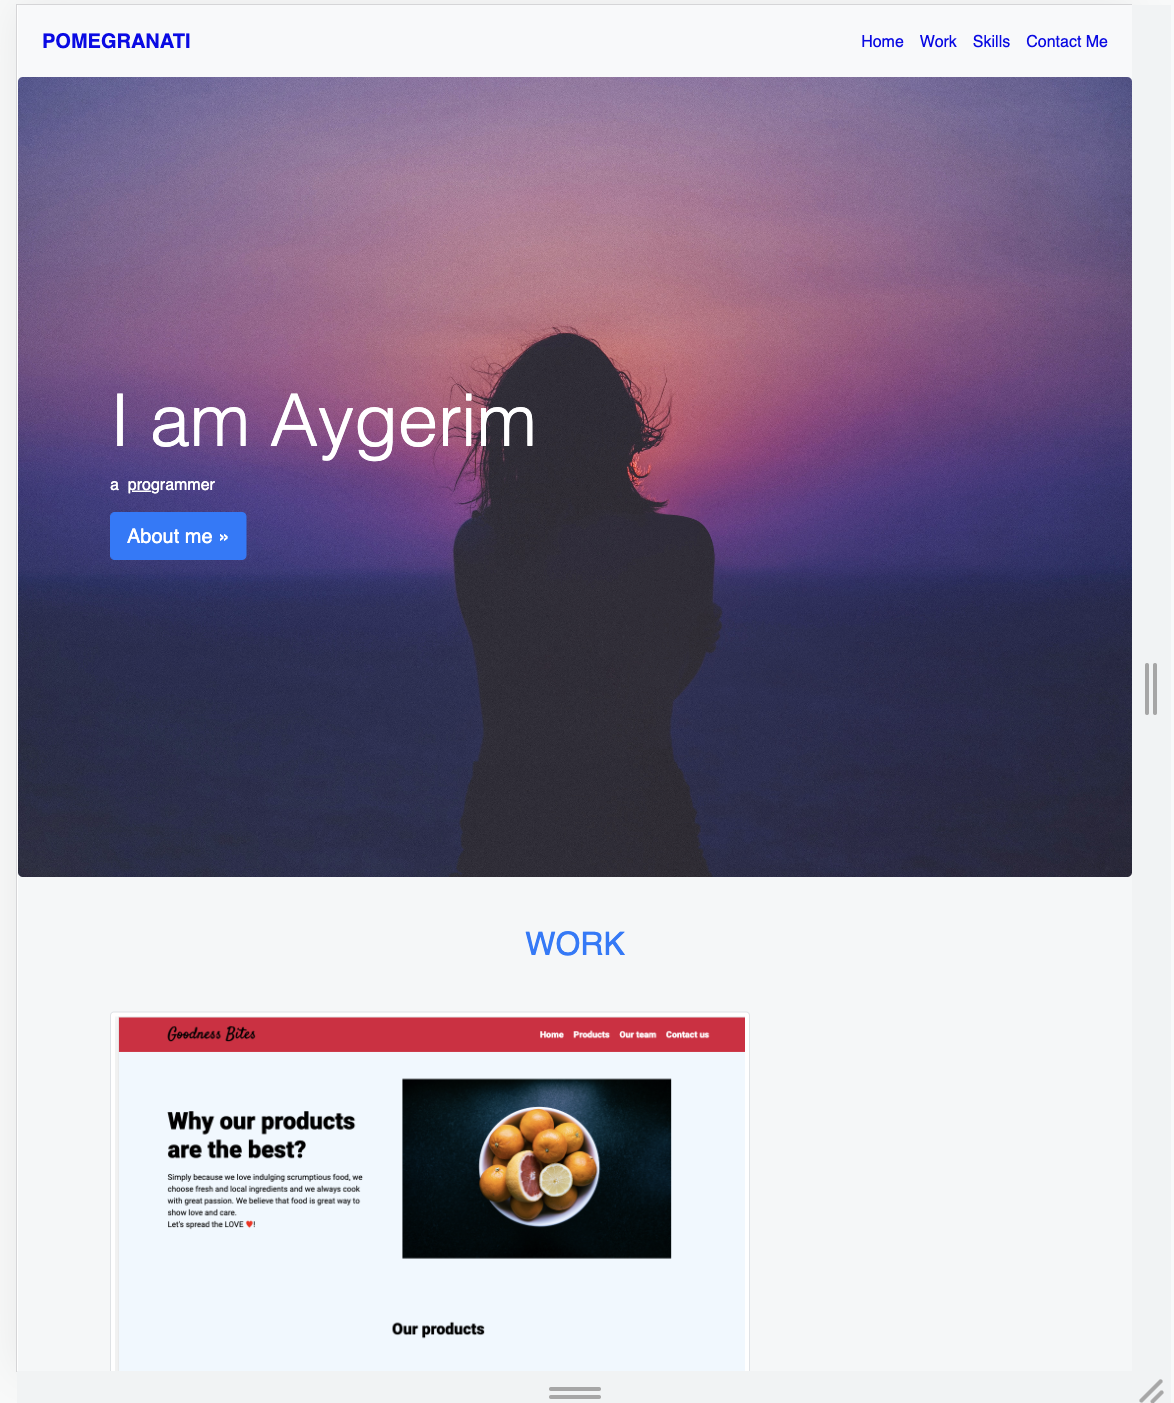 POMEGRANATI
Home Work Skills Contact Me
I am Aygerim
a programmer
About me »
WORK
Goodness Bites
Home Products Our team Contact us
Why our products
are the best?
Simply because we love indulging scrumptious food, we
choose fresh and local ingredients and we always cook
with great passion. We believe that food is great way to
show love and care.
Let's spread the LOVE ❤️!
Our products